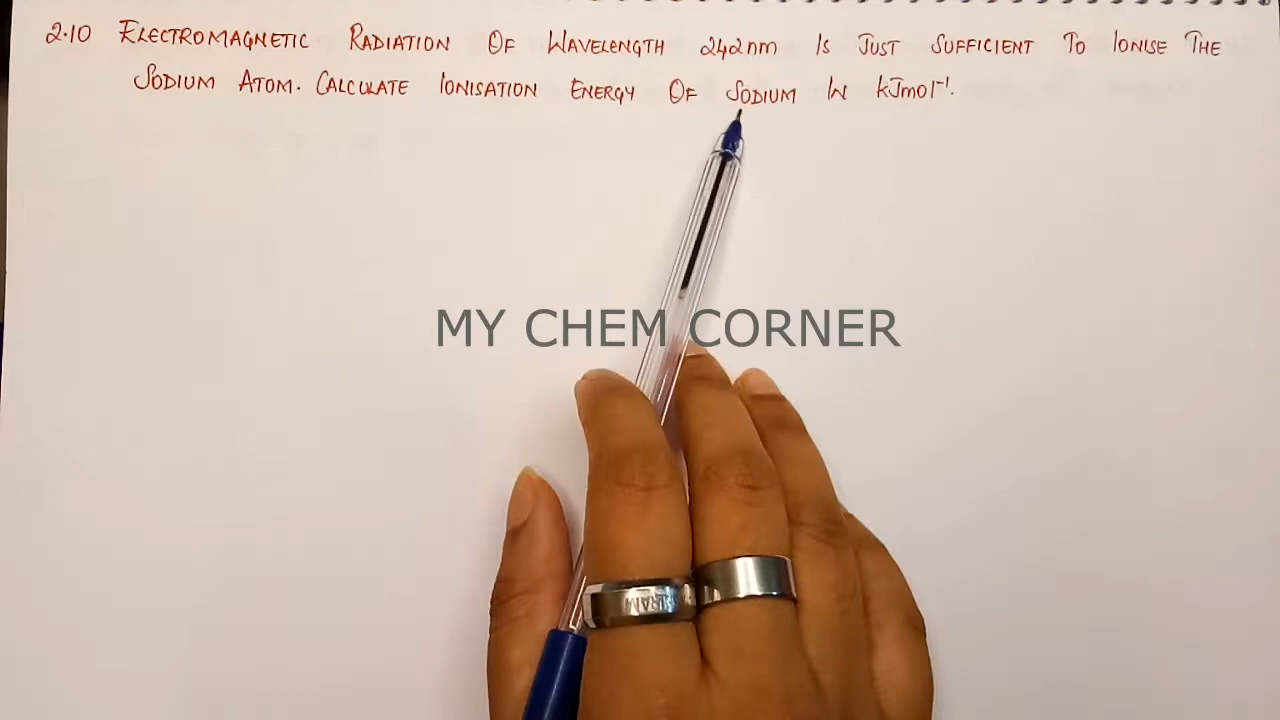 2.10 ELECTROMAGNETIC RADIATION OF WAVELENGTH 242nm IS JUST SUFFICIENT TO IONISE THE
SODIUM ATOM. CALCULATE IONISATION ENERGY OF SODIUM IN kJmol⁻¹.
MY CHEM CORNER